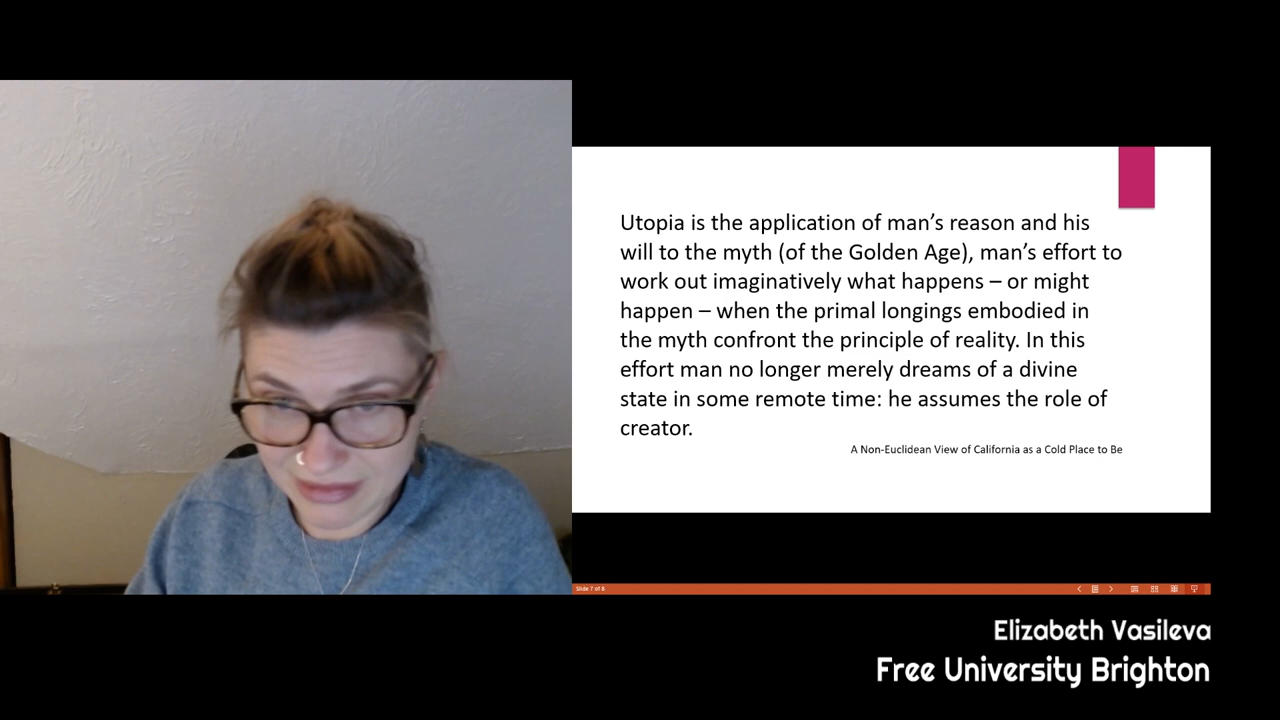 Utopia is the application of man’s reason and his
will to the myth (of the Golden Age), man’s effort to
work out imaginatively what happens – or might
happen – when the primal longings embodied in
the myth confront the principle of reality. In this
effort man no longer merely dreams of a divine
state in some remote time: he assumes the role of
creator.
A Non-Euclidean View of California as a Cold Place to Be
Slide 7 of 8
Elizabeth Vasileva
Free University Brighton